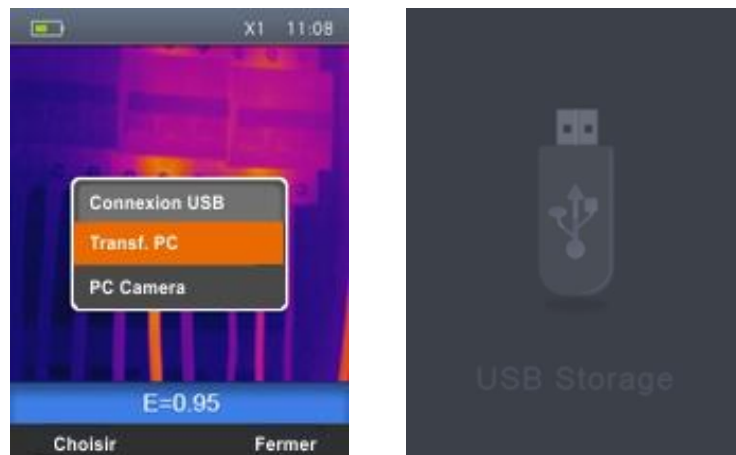 X1 11:08
Connexion USB
Transf. PC
PC Camera
E=0.95
Choisir Fermer
USB Storage